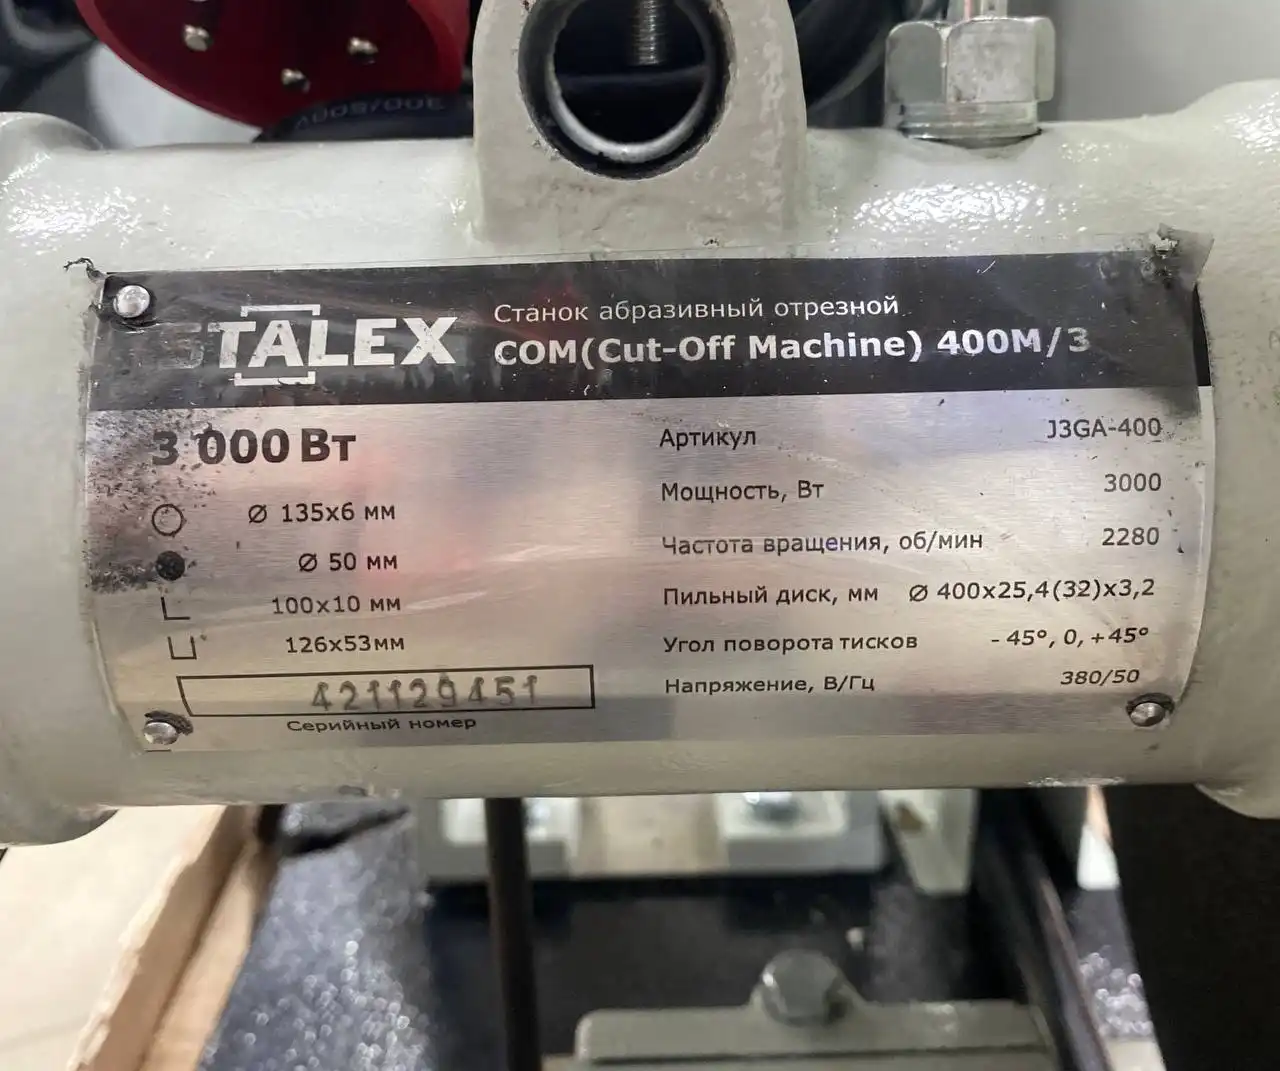 STALEX
Станок абразивный отрезной
COM(Cut-Off Machine) 400M/3
3 000 Вт
Ø 135x6 мм
Ø 50 мм
100x10 мм
126x53мм
421129451
Серийный номер
Артикул J3GA-400
Мощность, Вт 3000
Частота вращения, об/мин 2280
Пильный диск, мм Ø 400x25,4(32)x3,2
Угол поворота тисков - 45°, 0, +45°
Напряжение, В/Гц 380/50